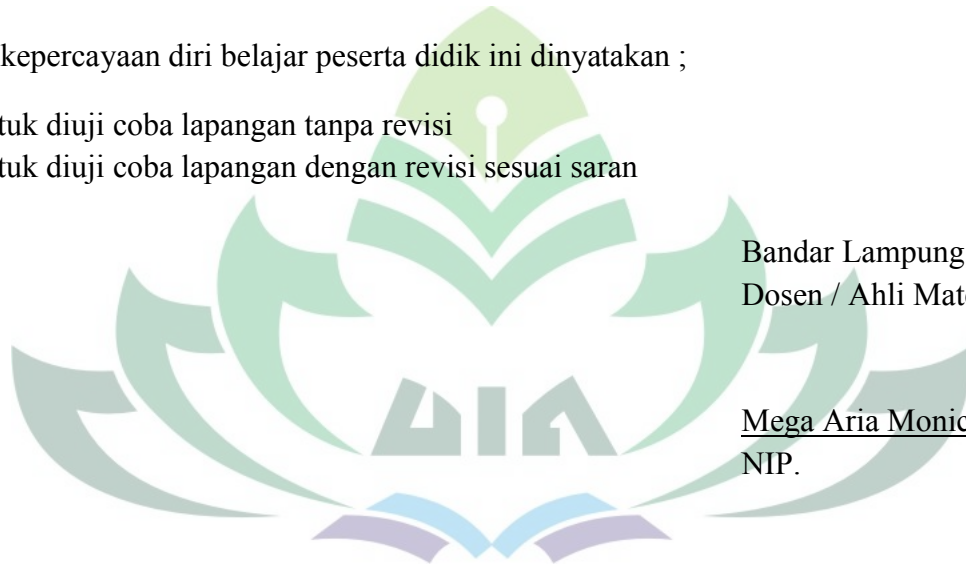 kepercayaan diri belajar peserta didik ini dinyatakan ;
tuk diuji coba lapangan tanpa revisi
tuk diuji coba lapangan dengan revisi sesuai saran
Bandar Lampung
Dosen / Ahli Mat
Mega Aria Monic
NIP.
UIN